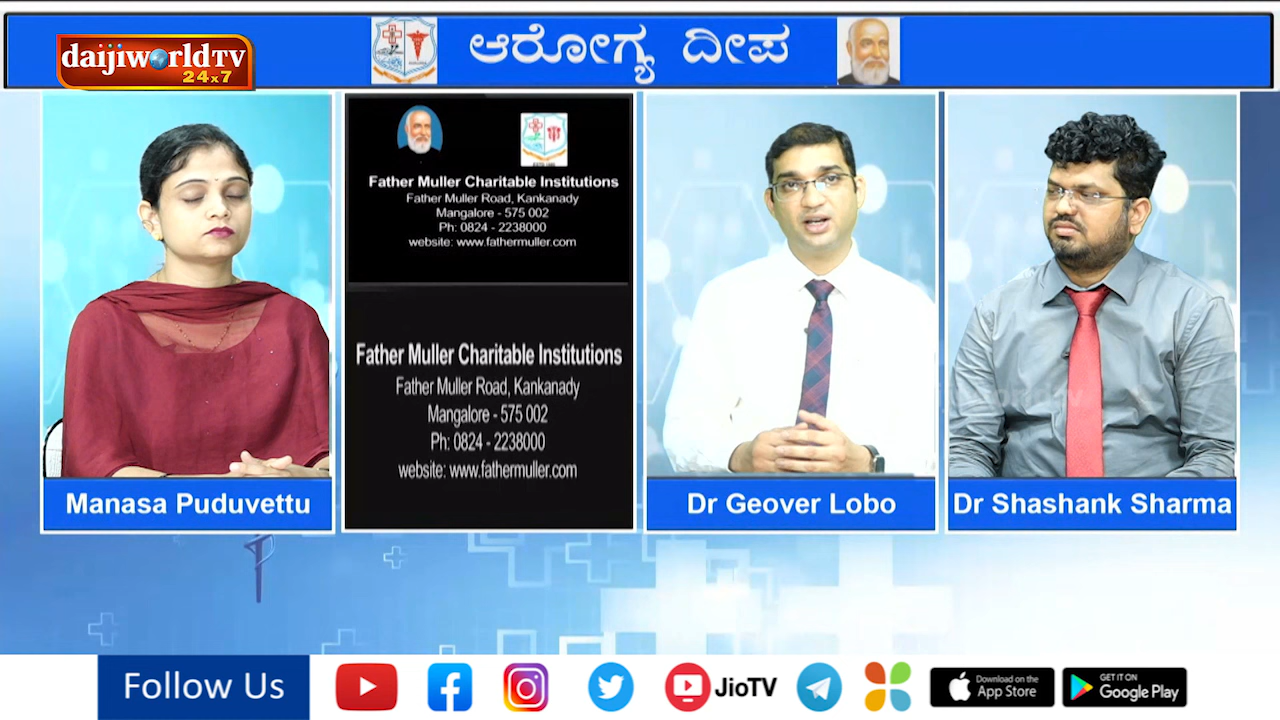 daijiworldTV
24x7
ಆರೋಗ್ಯ ದೀಪ
Father Muller Charitable Institutions
Father Muller Road, Kankanady
Mangalore - 575 002
Ph: 0824 - 2238000
website: www.fathermuller.com
Father Muller Charitable Institutions
Father Muller Road, Kankanady
Mangalore - 575 002
Ph: 0824 - 2238000
website: www.fathermuller.com
Manasa Puduvettu
Dr Geover Lobo
Dr Shashank Sharma
Follow Us
JioTV
Download on the
App Store
GET IT ON
Google Play